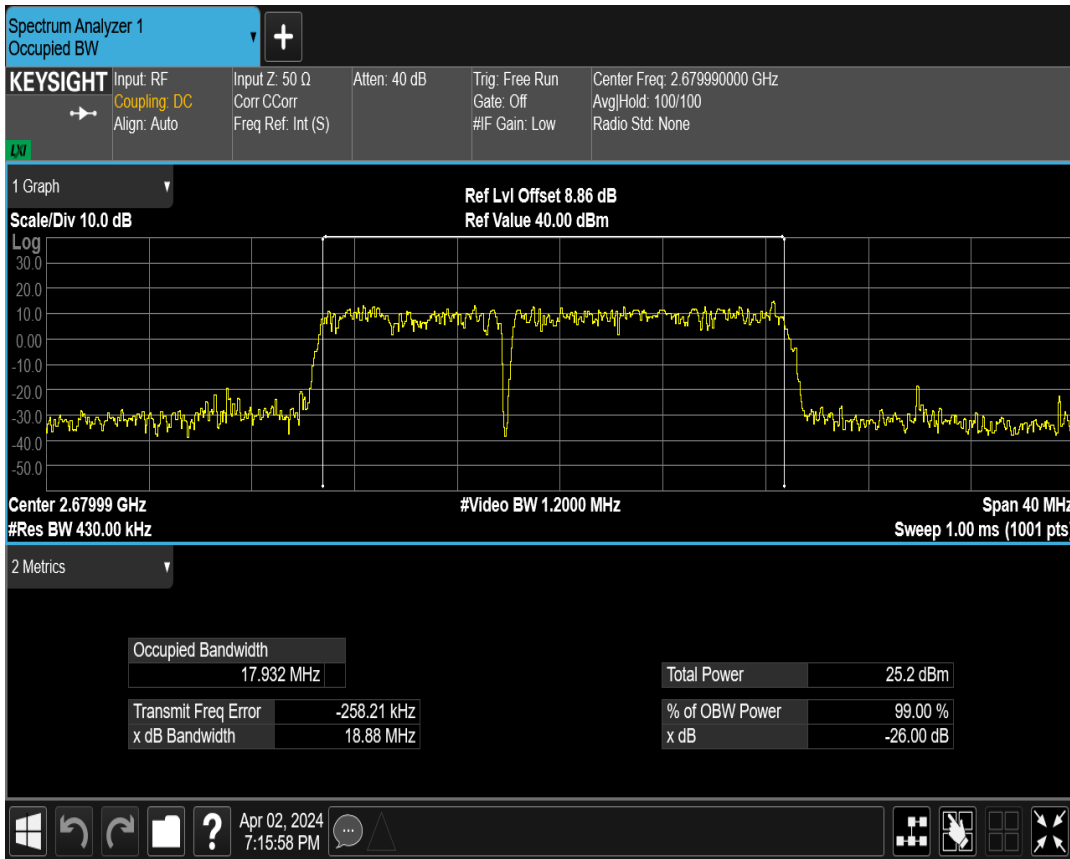 Spectrum Analyzer 1
Occupied BW
KEYSIGHT
LXI
Input: RF
Coupling: DC
Align: Auto
Input Z: 50 Ω
Corr CCorr
Freq Ref: Int (S)
Atten: 40 dB
Trig: Free Run
Gate: Off
#IF Gain: Low
Center Freq: 2.679990000 GHz
Avg|Hold: 100/100
Radio Std: None
1 Graph
Scale/Div 10.0 dB
Ref Lvl Offset 8.86 dB
Ref Value 40.00 dBm
Log
30.0
20.0
10.0
0.00
-10.0
-20.0
-30.0
-40.0
-50.0
Center 2.67999 GHz
#Video BW 1.2000 MHz
Span 40 MHz
#Res BW 430.00 kHz
Sweep 1.00 ms (1001 pts)
2 Metrics
Occupied Bandwidth
17.932 MHz
Total Power 25.2 dBm
Transmit Freq Error -258.21 kHz
% of OBW Power 99.00 %
x dB Bandwidth 18.88 MHz
x dB -26.00 dB
?
Apr 02, 2024
7:15:58 PM